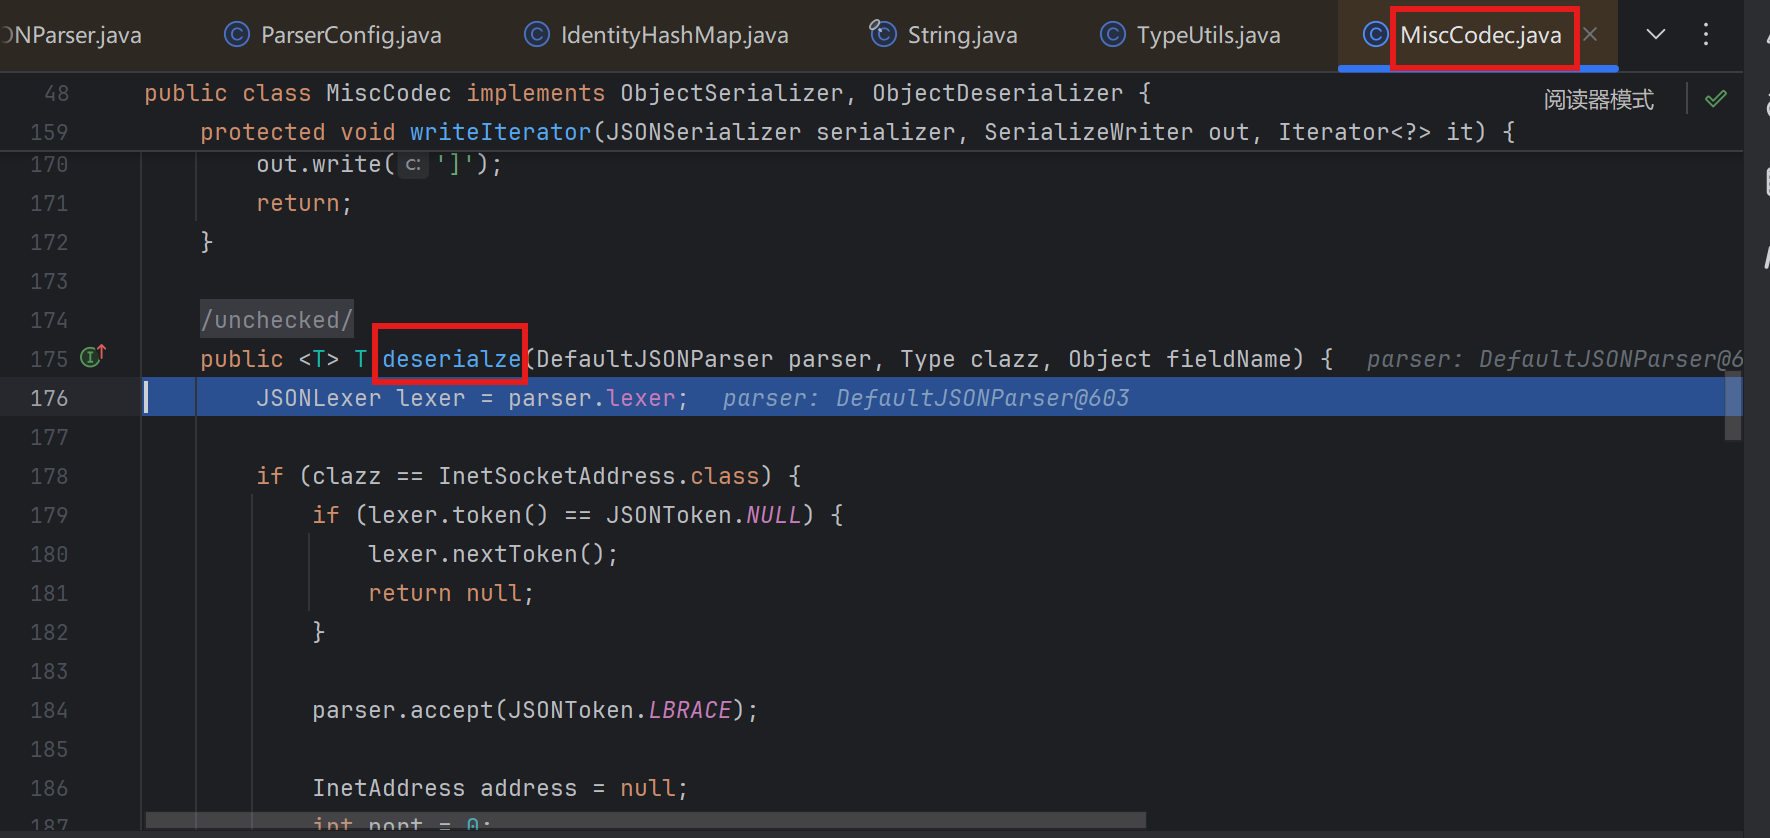 ONParser.java ParserConfig.java IdentityHashMap.java String.java TypeUtils.java MiscCodec.java
48 public class MiscCodec implements ObjectSerializer, ObjectDeserializer {
阅读器模式
159 protected void writeIterator(JSONSerializer serializer, SerializeWriter out, Iterator<?> it) {
170 out.write( c: ']');
171 return;
172 }
173
174 /unchecked/
175 public <T> T deserialze(DefaultJSONParser parser, Type clazz, Object fieldName) { parser: DefaultJSONParser@6
176 JSONLexer lexer = parser.lexer; parser: DefaultJSONParser@603
177
178 if (clazz == InetSocketAddress.class) {
179 if (lexer.token() == JSONToken.NULL) {
180 lexer.nextToken();
181 return null;
182 }
183
184 parser.accept(JSONToken.LBRACE);
185
186 InetAddress address = null;
187 int port = 0;